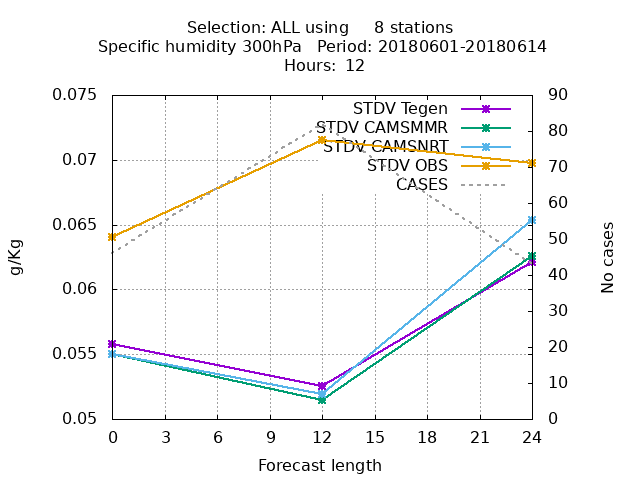 Selection: ALL using     8 stations
Specific humidity 300hPa   Period: 20180601-20180614
Hours: 12
STDV Tegen
STDV CAMSMMR
STDV CAMSNRT
STDV OBS
CASES
0.075
0.07
0.065
0.06
0.055
0.05
90
80
70
60
50
40
30
20
10
0
g/Kg
No cases
0 3 6 9 12 15 18 21 24
Forecast length